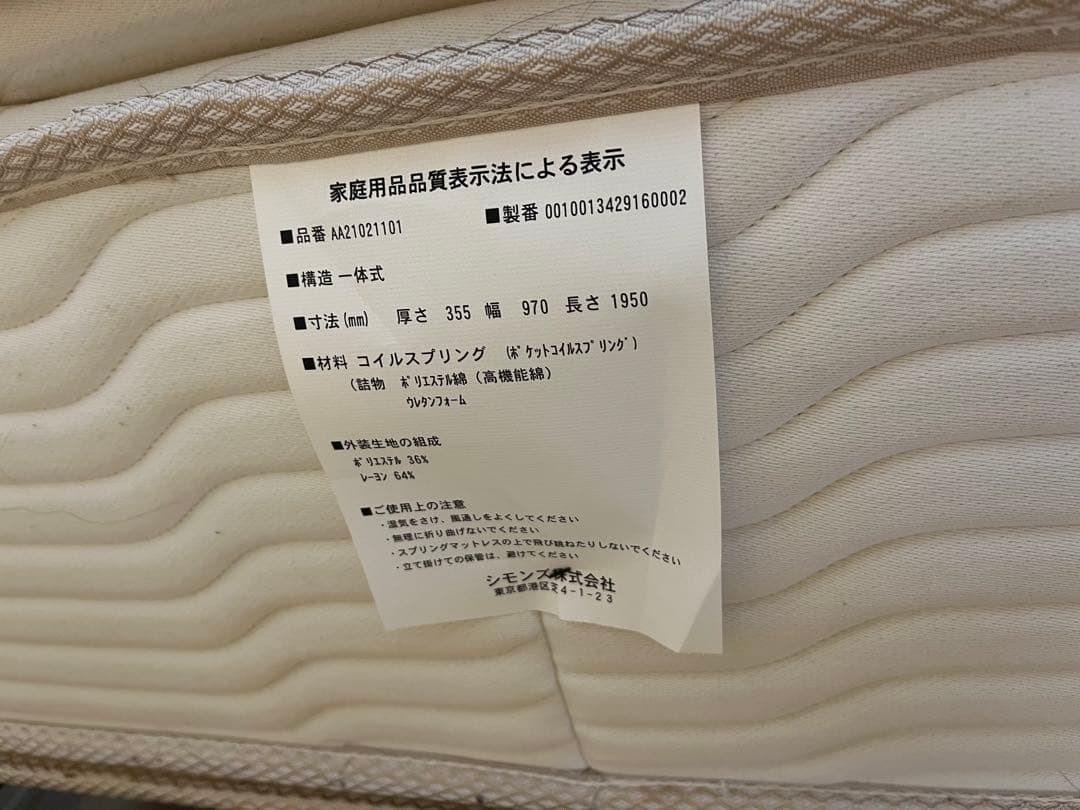 家庭用品品質表示法による表示
■品番 AA21021101 ■製番 0010013429160002
■構造 一体式
■寸法(mm) 厚さ 355 幅 970 長さ 1950
■材料 コイルスプリング (ﾎﾟｹｯﾄｺｲﾙｽﾌﾟﾘﾝｸﾞ)
(詰物 ﾎﾟﾘｴｽﾃﾙ綿(高機能綿)
ｳﾚﾀﾝﾌｫｰﾑ
■外装生地の組成
ﾎﾟﾘｴｽﾃﾙ 36%
ﾚｰﾖﾝ 64%
■ご使用上の注意
・湿気をさけ、風通しをよくしてください
・無理に折り曲げないでください
・スプリングマットレスの上で飛び跳ねたりしないでください
・立て掛けての保管は、避けてください
シモンズ株式会社
東京都港区芝4-1-23